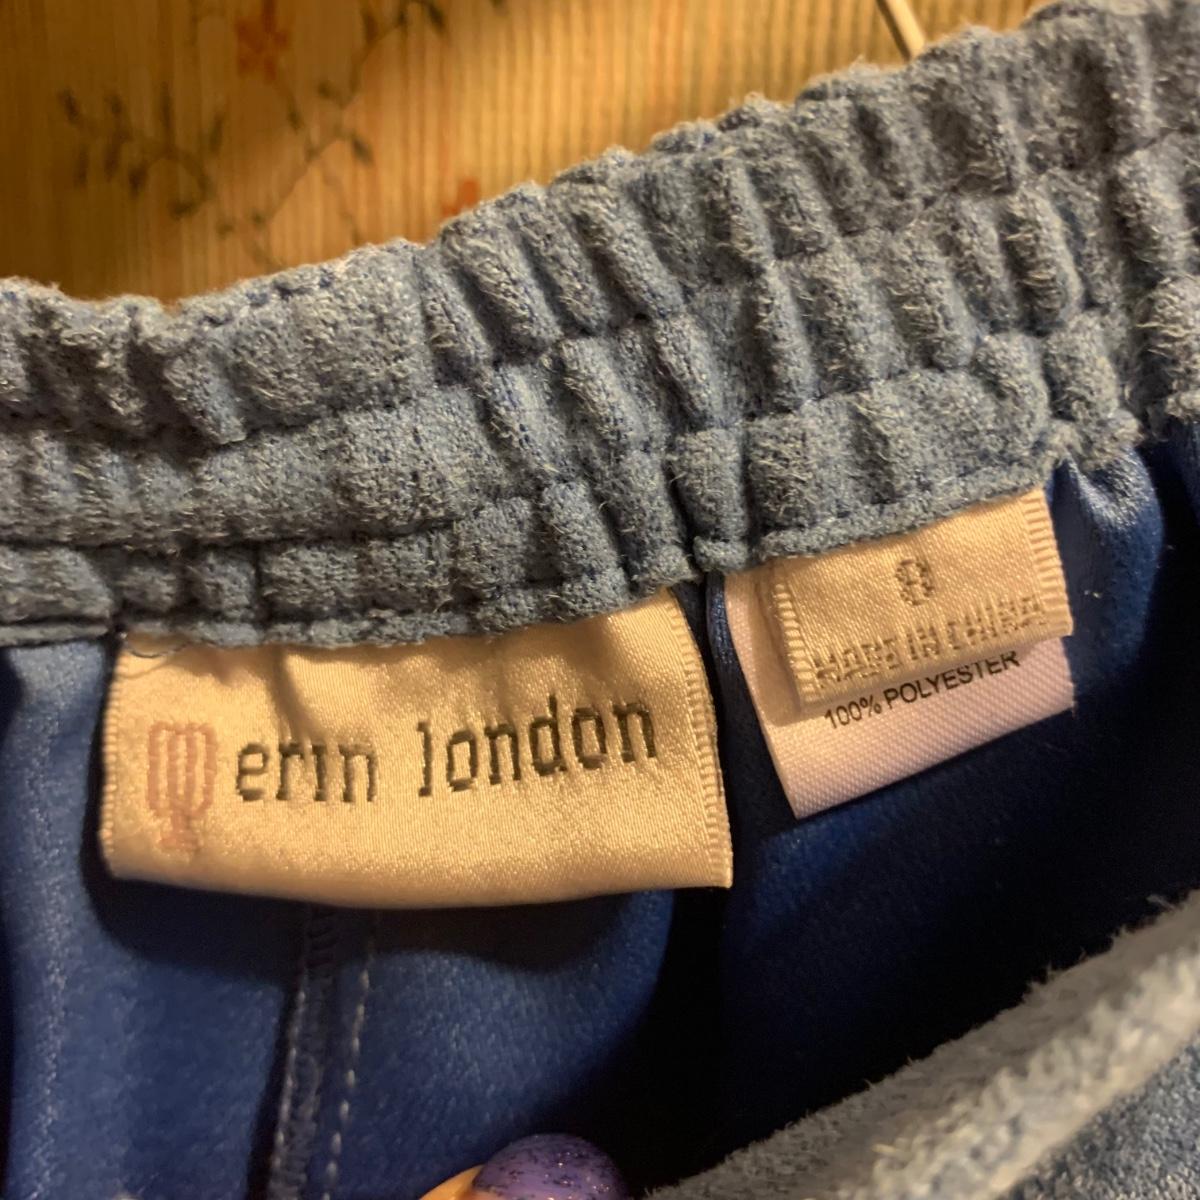 erin london
8
MADE IN CHINA
100% POLYESTER